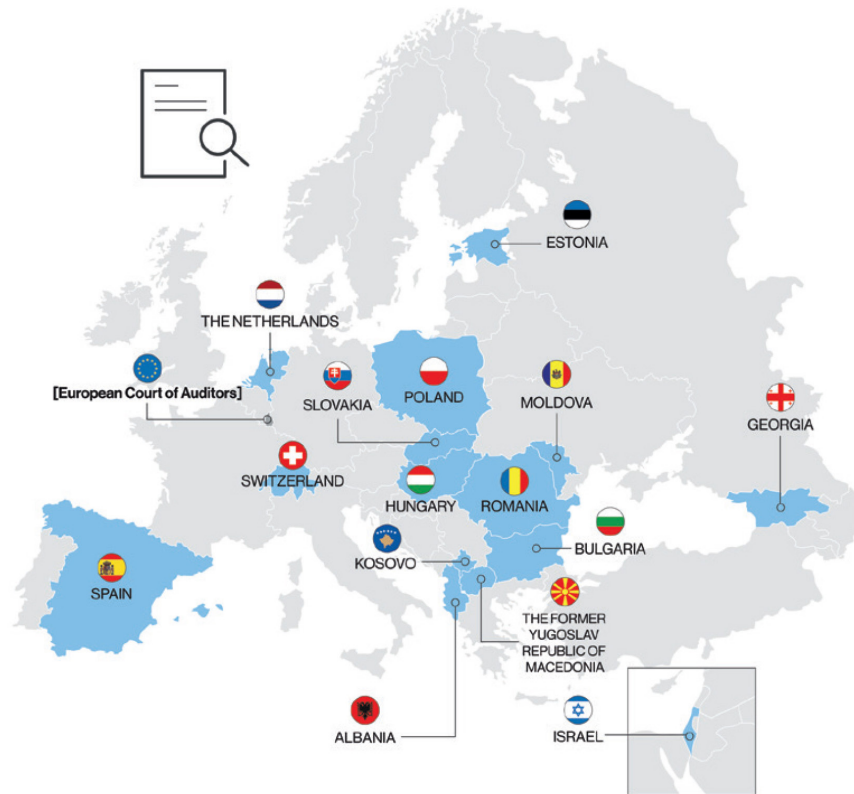 ESTONIA
THE NETHERLANDS
[European Court of Auditors]
SLOVAKIA
POLAND
MOLDOVA
GEORGIA
SWITZERLAND
HUNGARY
ROMANIA
BULGARIA
KOSOVO
SPAIN
THE FORMER
YUGOSLAV
REPUBLIC OF
MACEDONIA
ALBANIA
ISRAEL